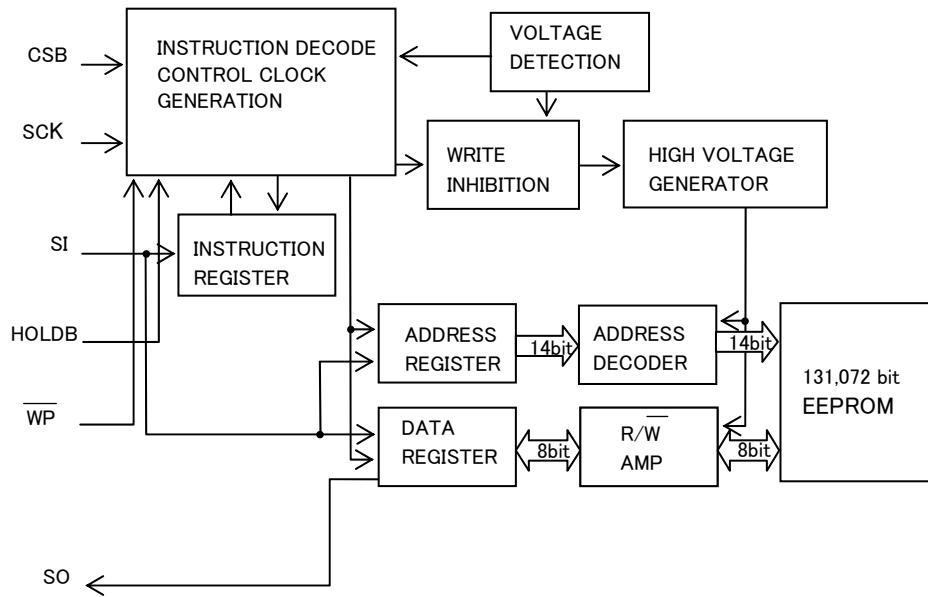 CSB
SCK
SI
HOLDB
WP
SO
INSTRUCTION DECODE
CONTROL CLOCK
GENERATION
VOLTAGE
DETECTION
WRITE
INHIBITION
HIGH VOLTAGE
GENERATOR
INSTRUCTION
REGISTER
ADDRESS
REGISTER
14bit
ADDRESS
DECODER
14bit
131,072 bit
EEPROM
DATA
REGISTER
8bit
R/W
AMP
8bit